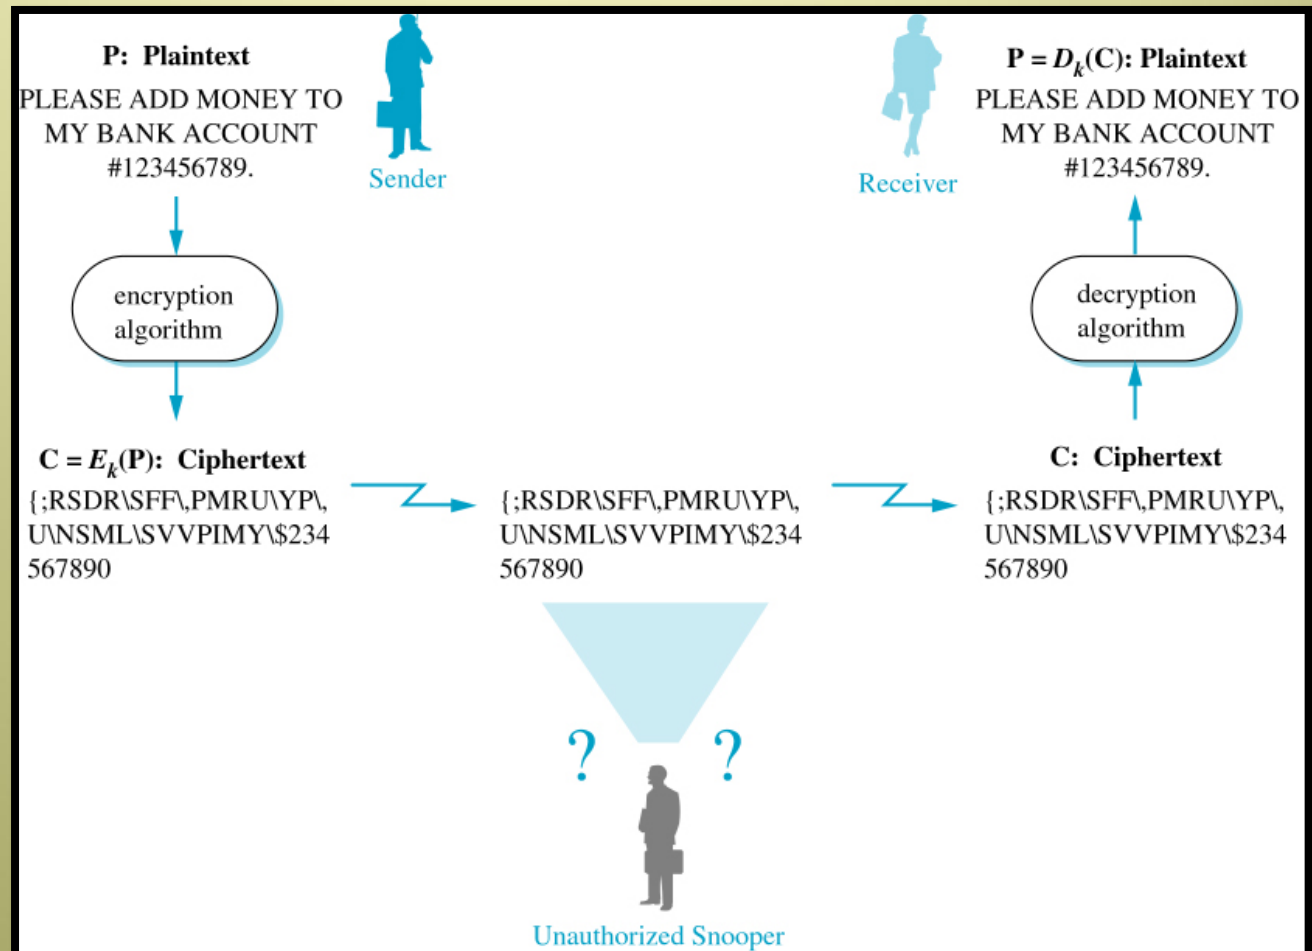 P: Plaintext
PLEASE ADD MONEY TO
MY BANK ACCOUNT
#123456789.
Sender
Receiver
P = Dk(C): Plaintext
PLEASE ADD MONEY TO
MY BANK ACCOUNT
#123456789.
encryption
algorithm
decryption
algorithm
C = Ek(P): Ciphertext
{;RSDR\SFF\,PMRU\YP\,
U\NSML\SVVPIMY\$234
567890
{;RSDR\SFF\,PMRU\YP\,
U\NSML\SVVPIMY\$234
567890
C: Ciphertext
{;RSDR\SFF\,PMRU\YP\,
U\NSML\SVVPIMY\$234
567890
?
?
Unauthorized Snooper